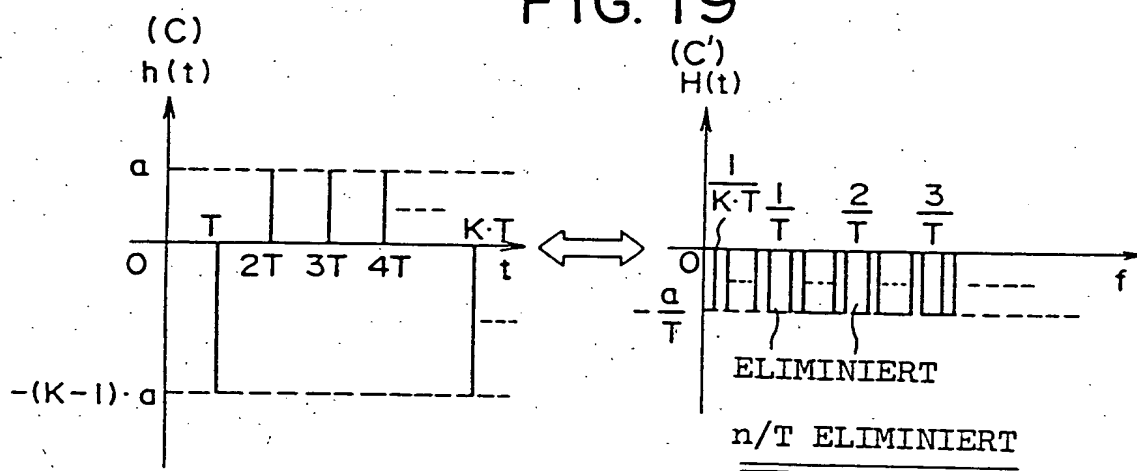 FIG. 19
(C)
h(t)
a
T
K·T
0
2T
3T
4T
t
-(K-1)·a
(C')
H(t)
1/K·T
1/T
2/T
3/T
0
f
-a/T
ELIMINIERT
n/T ELIMINIERT